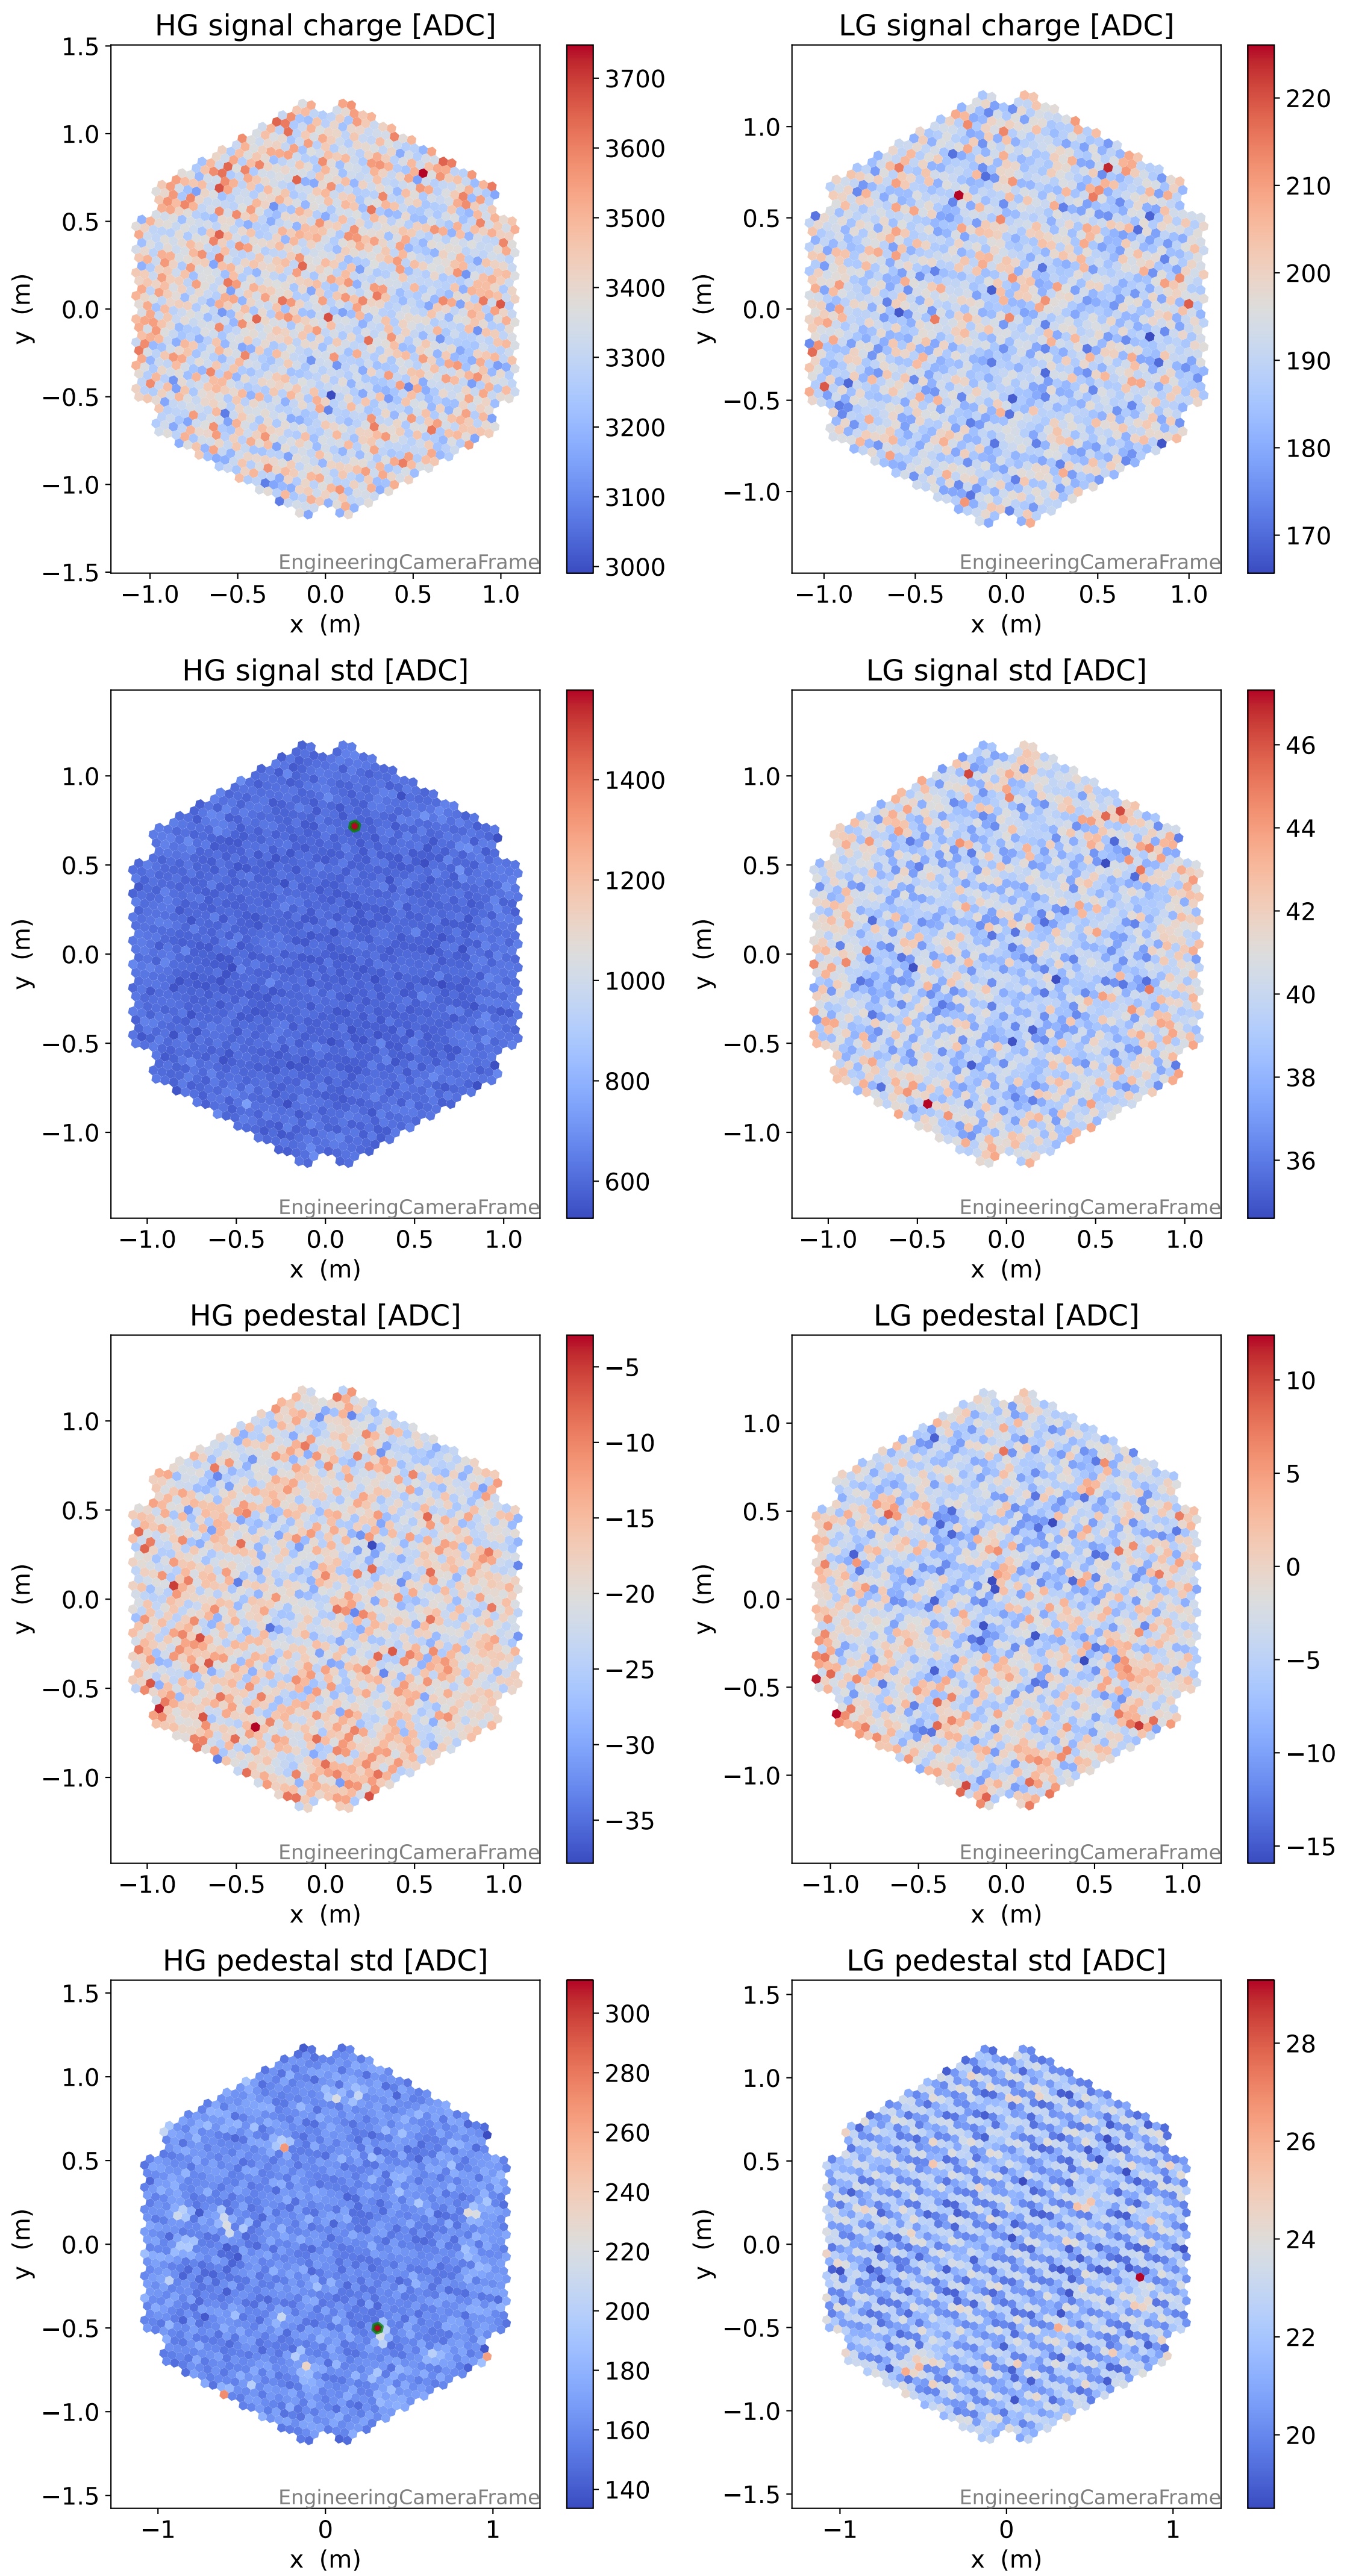 HG signal charge [ADC]
1.5
1.0
0.5
0.0
−0.5
−1.0
−1.5
y (m)
−1.0 −0.5 0.0 0.5 1.0
x (m)
EngineeringCameraFrame
3700
3600
3500
3400
3300
3200
3100
3000
LG signal charge [ADC]
1.0
0.5
0.0
−0.5
−1.0
y (m)
−1.0 −0.5 0.0 0.5 1.0
x (m)
EngineeringCameraFrame
220
210
200
190
180
170
HG signal std [ADC]
1.0
0.5
0.0
−0.5
−1.0
y (m)
−1.0 −0.5 0.0 0.5 1.0
x (m)
EngineeringCameraFrame
1400
1200
1000
800
600
LG signal std [ADC]
1.0
0.5
0.0
−0.5
−1.0
y (m)
−1.0 −0.5 0.0 0.5 1.0
x (m)
EngineeringCameraFrame
46
44
42
40
38
36
HG pedestal [ADC]
1.0
0.5
0.0
−0.5
−1.0
y (m)
−1.0 −0.5 0.0 0.5 1.0
x (m)
EngineeringCameraFrame
−5
−10
−15
−20
−25
−30
−35
LG pedestal [ADC]
1.0
0.5
0.0
−0.5
−1.0
y (m)
−1.0 −0.5 0.0 0.5 1.0
x (m)
EngineeringCameraFrame
10
5
0
−5
−10
−15
HG pedestal std [ADC]
1.5
1.0
0.5
0.0
−0.5
−1.0
−1.5
y (m)
−1 0 1
x (m)
EngineeringCameraFrame
300
280
260
240
220
200
180
160
140
LG pedestal std [ADC]
1.5
1.0
0.5
0.0
−0.5
−1.0
−1.5
y (m)
−1 0 1
x (m)
EngineeringCameraFrame
28
26
24
22
20